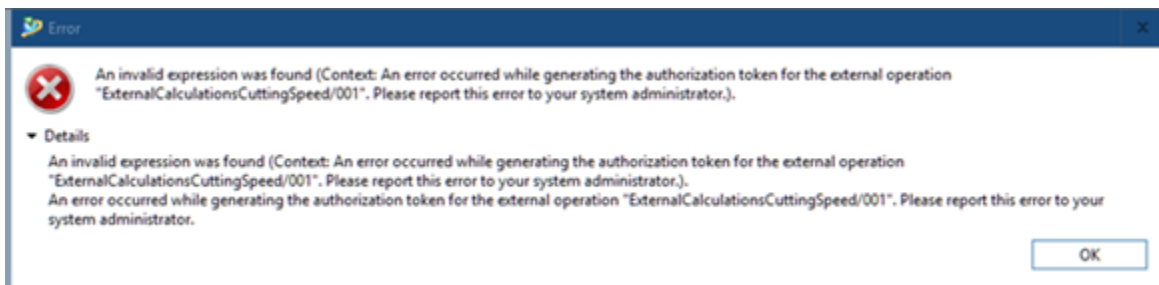 Error
An invalid expression was found (Context: An error occurred while generating the authorization token for the external operation
"ExternalCalculationsCuttingSpeed/001". Please report this error to your system administrator.).
Details
An invalid expression was found (Context: An error occurred while generating the authorization token for the external operation
"ExternalCalculationsCuttingSpeed/001". Please report this error to your system administrator.).
An error occurred while generating the authorization token for the external operation "ExternalCalculationsCuttingSpeed/001". Please report this error to your
system administrator.
OK